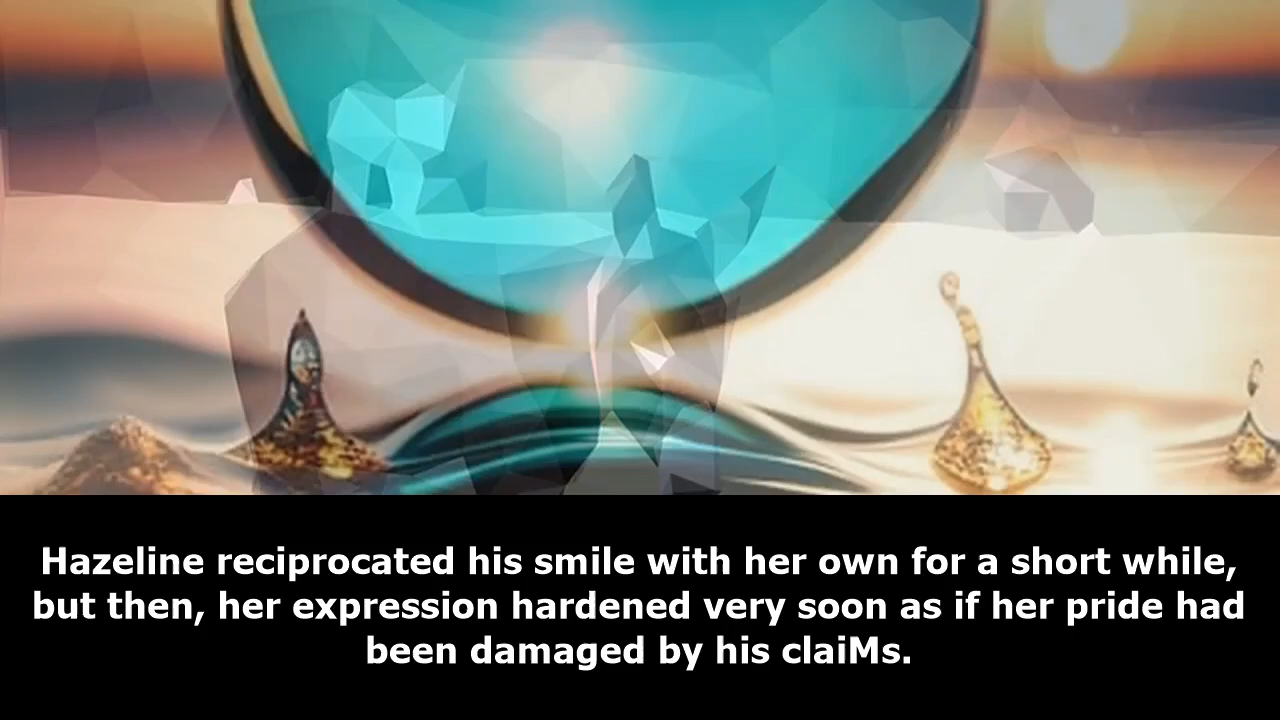 Hazeline reciprocated his smile with her own for a short while,
but then, her expression hardened very soon as if her pride had
been damaged by his claiMs.